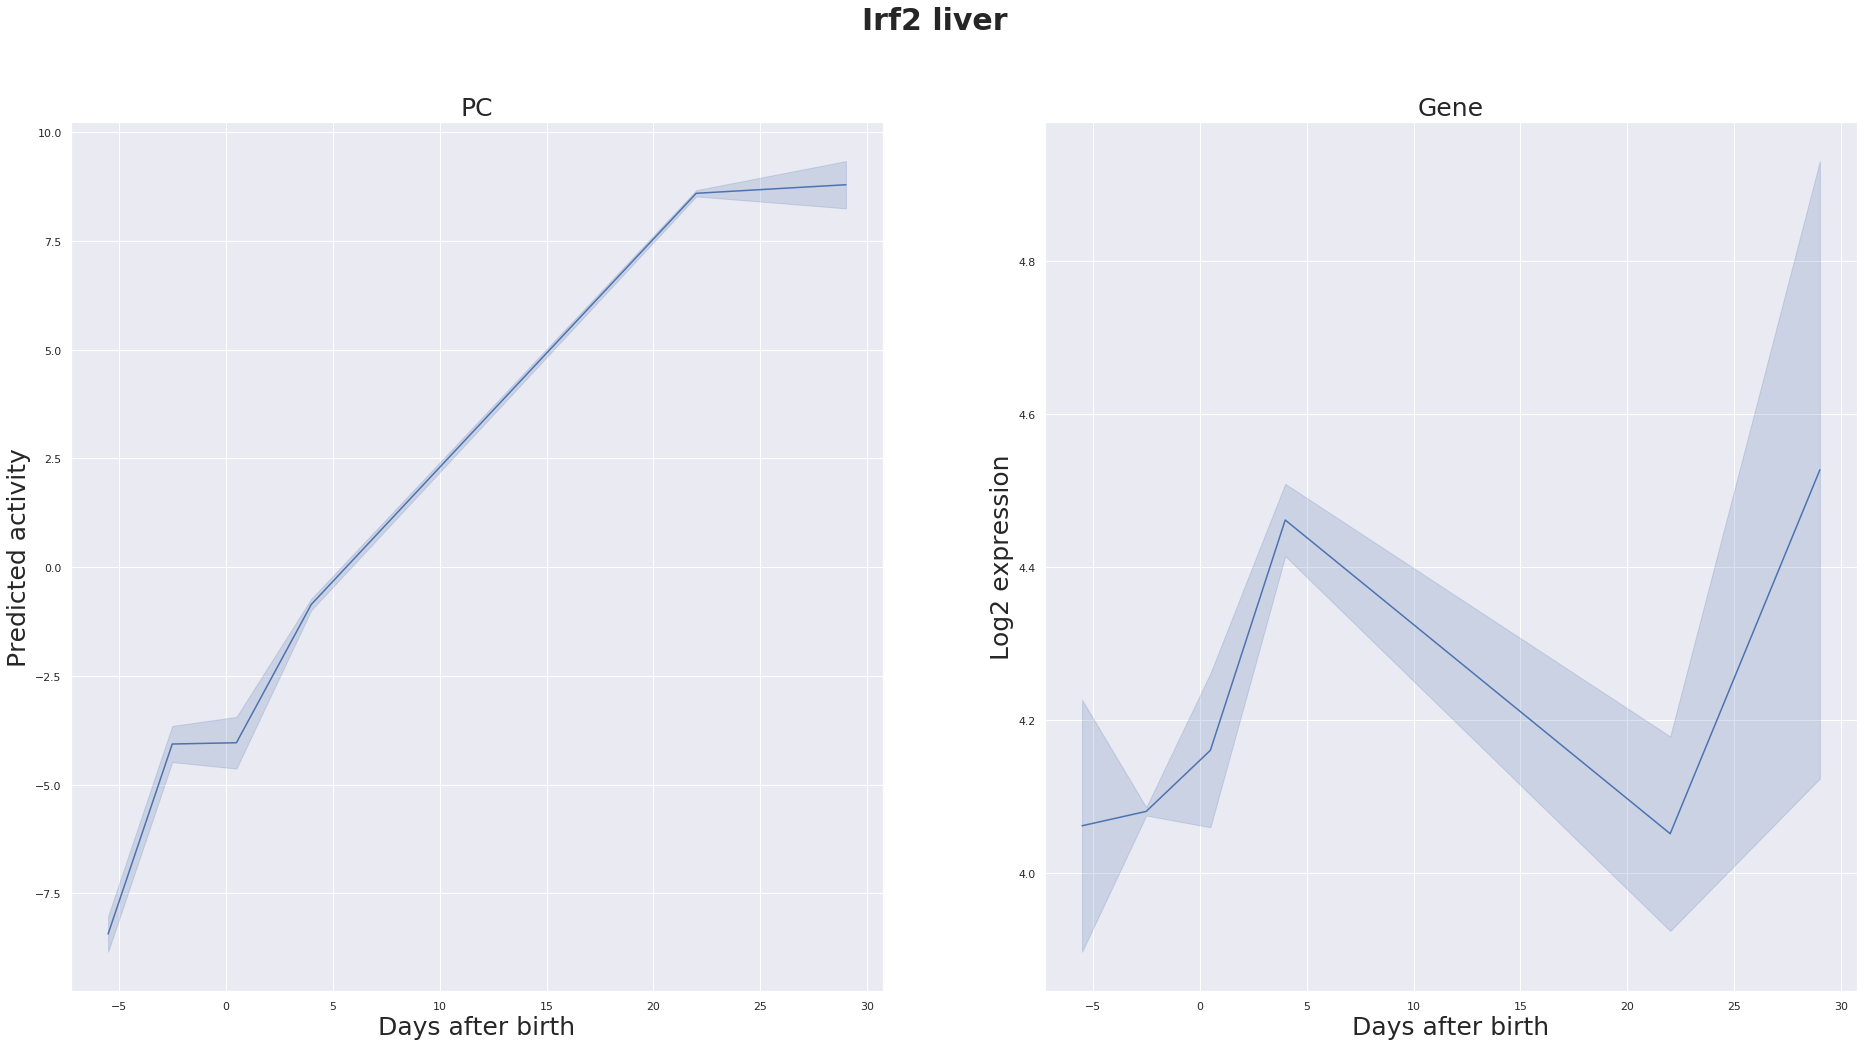 Irf2 liver
PC
10.0
7.5
5.0
2.5
0.0
−2.5
−5.0
−7.5
Predicted activity
−5 0 5 10 15 20 25 30
Days after birth
Gene
4.8
4.6
4.4
4.2
4.0
Log2 expression
−5 0 5 10 15 20 25 30
Days after birth